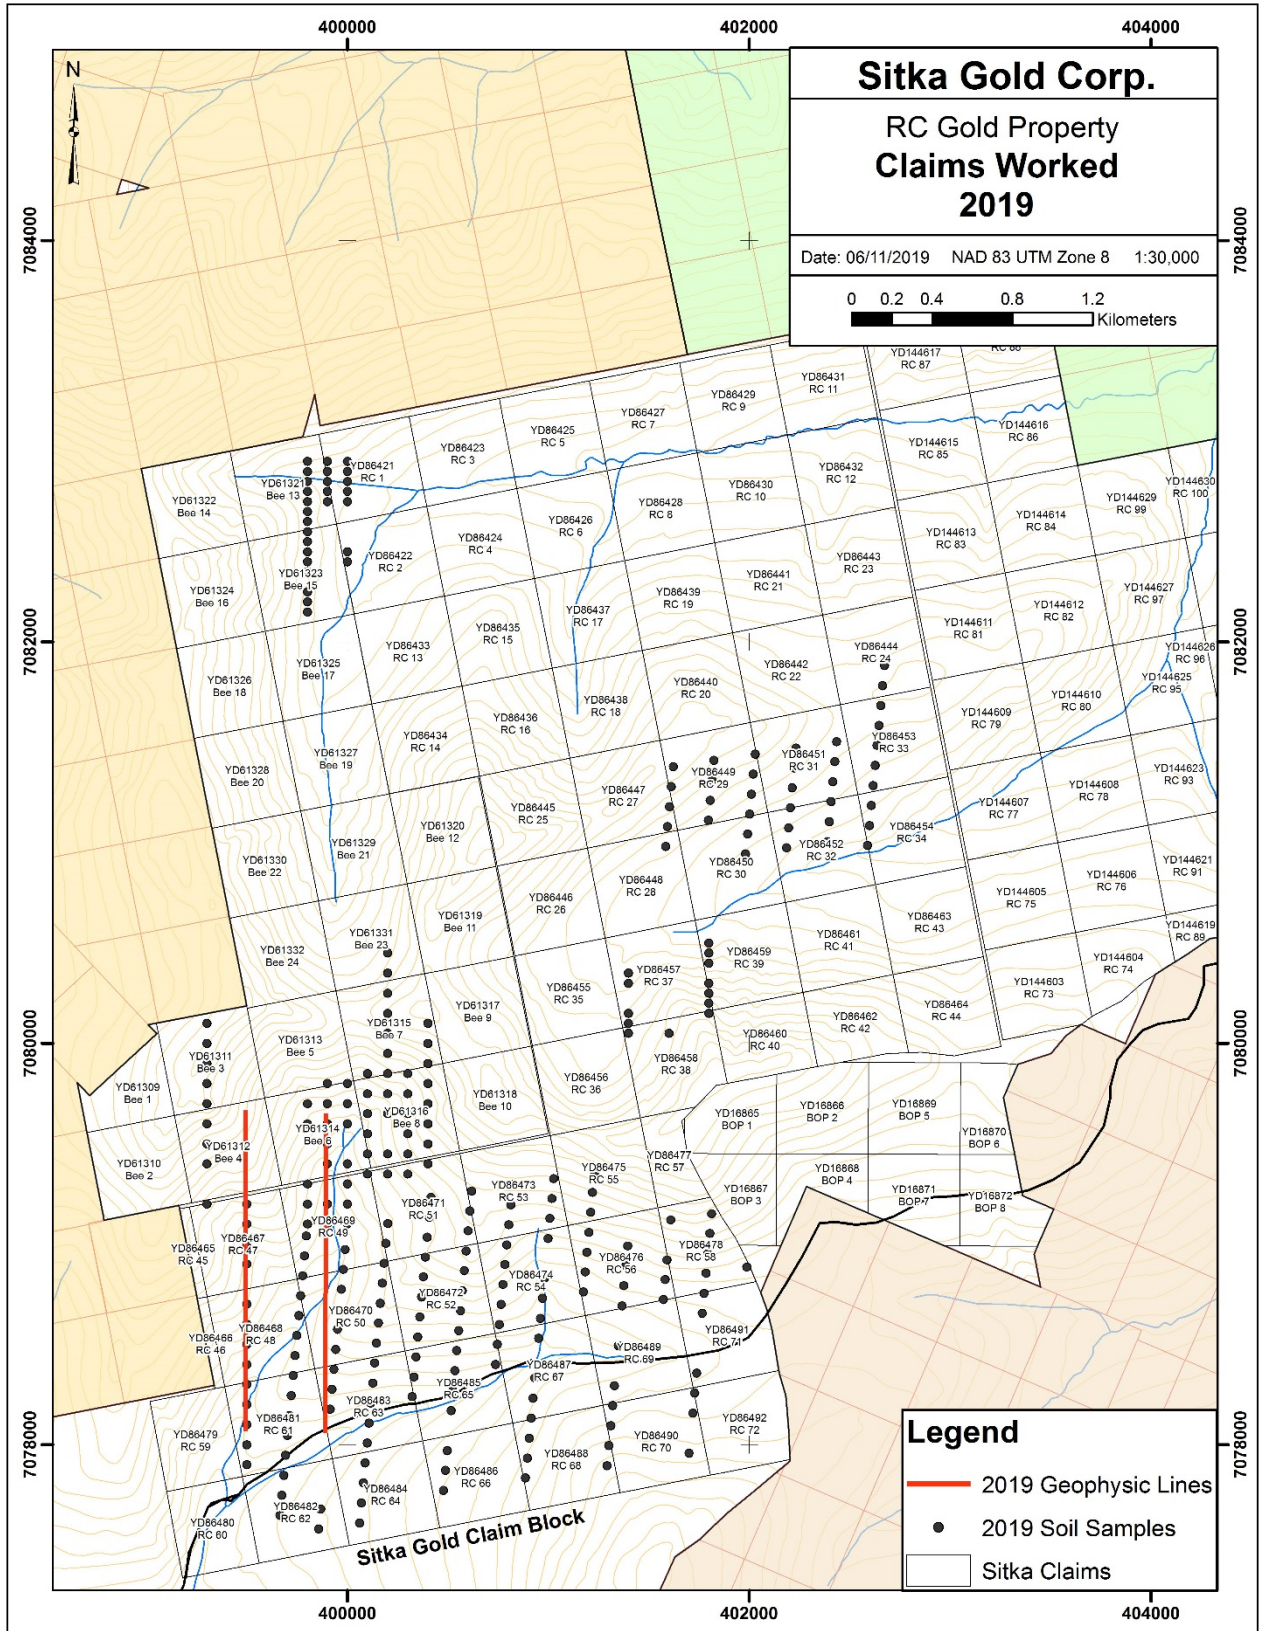 400000
402000
404000
N
Sitka Gold Corp.
RC Gold Property
Claims Worked
2019
Date: 06/11/2019 NAD 83 UTM Zone 8 1:30,000
0 0.2 0.4 0.8 1.2
Kilometers
7084000
7084000
YD144617
RC 87
RC 88
YD86431
RC 11
YD86429
RC 9
YD86427
RC 7
YD86425
RC 5
YD86423
RC 3
YD86421
RC 1
YD144616
RC 86
YD144615
RC 85
YD86432
RC 12
YD86430
RC 10
YD86428
RC 8
YD86426
RC 6
YD86424
RC 4
YD86422
RC 2
YD61321
Bee 13
YD61322
Bee 14
YD144630
RC 100
YD144629
RC 99
YD144614
RC 84
YD144613
RC 83
YD86443
RC 23
YD86441
RC 21
YD86439
RC 19
YD86437
RC 17
YD86435
RC 15
YD86433
RC 13
YD61323
Bee 15
YD61324
Bee 16
YD144627
RC 97
YD144612
RC 82
YD144611
RC 81
YD86444
RC 24
YD86442
RC 22
YD86440
RC 20
YD86438
RC 18
YD86436
RC 16
YD86434
RC 14
YD61325
Bee 17
YD61326
Bee 18
7082000
7082000
YD144626
RC 96
YD144625
RC 95
YD144610
RC 80
YD144609
RC 79
YD86453
RC 33
YD86451
RC 31
YD86449
RC 29
YD86447
RC 27
YD86445
RC 25
YD61320
Bee 12
YD61327
Bee 19
YD61328
Bee 20
YD144623
RC 93
YD144608
RC 78
YD144607
RC 77
YD86454
RC 34
YD86452
RC 32
YD86450
RC 30
YD86448
RC 28
YD86446
RC 26
YD61319
Bee 11
YD61329
Bee 21
YD61330
Bee 22
YD144621
RC 91
YD144606
RC 76
YD144605
RC 75
YD86463
RC 43
YD86461
RC 41
YD86459
RC 39
YD86457
RC 37
YD86455
RC 35
YD61317
Bee 9
YD61331
Bee 23
YD61332
Bee 24
YD144619
RC 89
YD144604
RC 74
YD144603
RC 73
YD86464
RC 44
YD86462
RC 42
YD86460
RC 40
YD86458
RC 38
YD86456
RC 36
YD61318
Bee 10
YD61315
Bee 7
YD61313
Bee 5
YD61311
Bee 3
YD61309
Bee 1
7080000
7080000
YD61316
Bee 8
YD61314
Bee 6
YD61312
Bee 4
YD61310
Bee 2
YD16865
BOP 1
YD16866
BOP 2
YD16869
BOP 5
YD16870
BOP 6
YD16867
BOP 3
YD16868
BOP 4
YD16871
BOP 7
YD16872
BOP 8
YD86477
RC 57
YD86475
RC 55
YD86473
RC 53
YD86471
RC 51
YD86469
RC 49
YD86467
RC 47
YD86465
RC 45
YD86478
RC 58
YD86476
RC 56
YD86474
RC 54
YD86472
RC 52
YD86470
RC 50
YD86468
RC 48
YD86466
RC 46
YD86491
RC 71
YD86489
RC 69
YD86487
RC 67
YD86485
RC 65
YD86483
RC 63
YD86481
RC 61
YD86479
RC 59
YD86492
RC 72
YD86490
RC 70
YD86488
RC 68
YD86486
RC 66
YD86484
RC 64
YD86482
RC 62
YD86480
RC 60
7078000
7078000
Sitka Gold Claim Block
Legend
2019 Geophysic Lines
2019 Soil Samples
Sitka Claims
400000
402000
404000